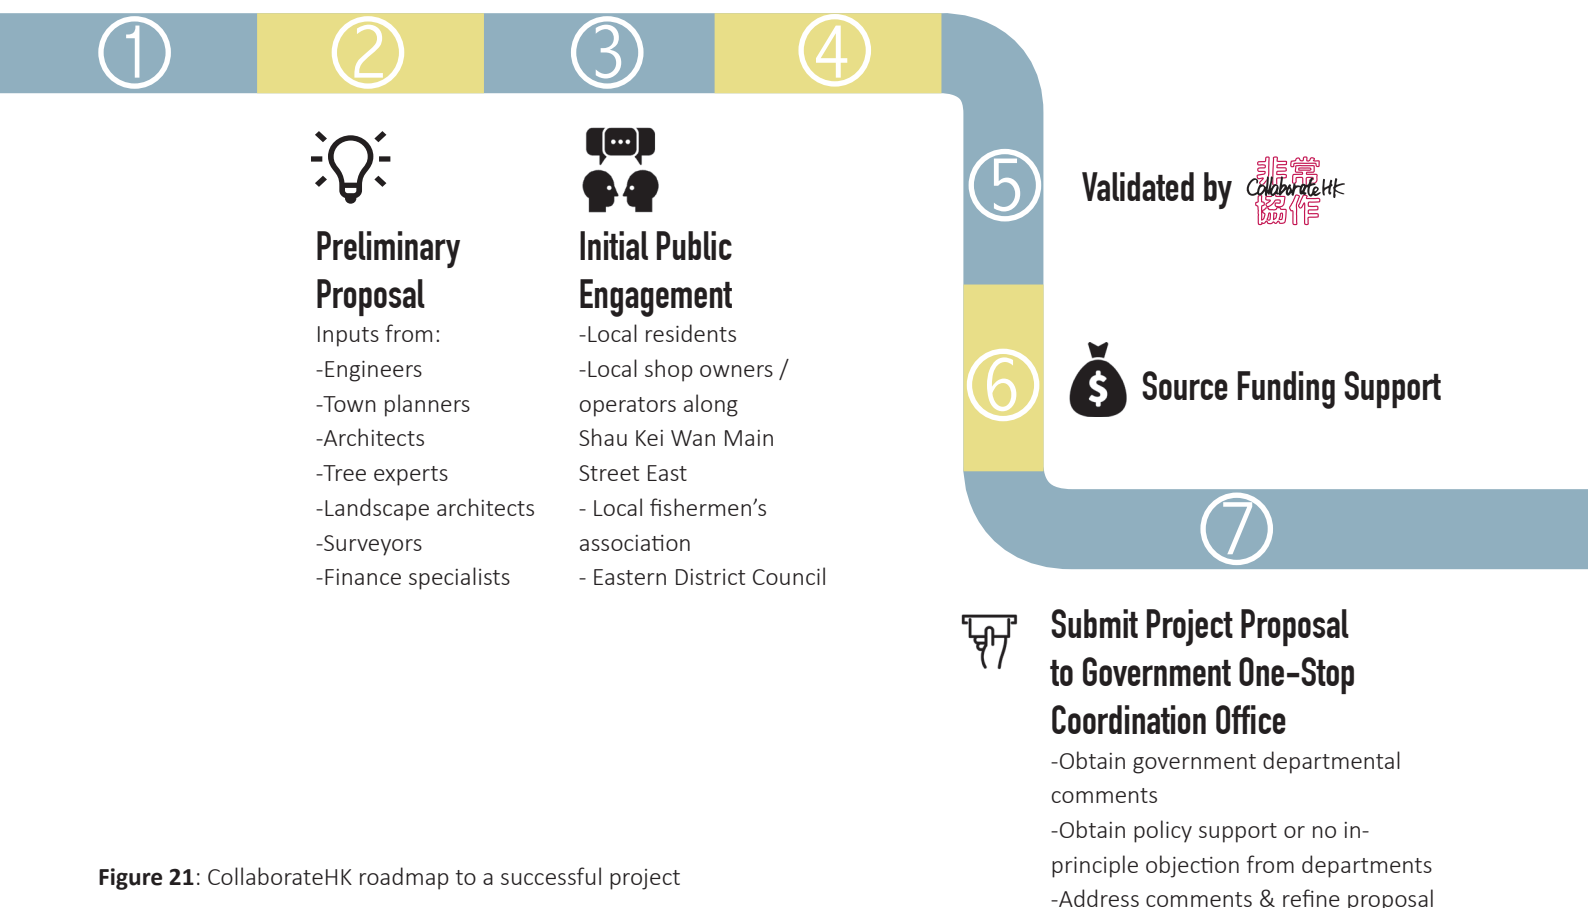 1
2
3
4
Preliminary
Proposal
Inputs from:
-Engineers
-Town planners
-Architects
-Tree experts
-Landscape architects
-Surveyors
-Finance specialists
Initial Public
Engagement
-Local residents
-Local shop owners /
operators along
Shau Kei Wan Main
Street East
- Local fishermen’s
association
- Eastern District Council
5
Validated by
非常
CollaborateHK
協作
6
$
Source Funding Support
7
Submit Project Proposal
to Government One-Stop
Coordination Office
-Obtain government departmental
comments
-Obtain policy support or no in-
principle objection from departments
-Address comments & refine proposal
Figure 21: CollaborateHK roadmap to a successful project